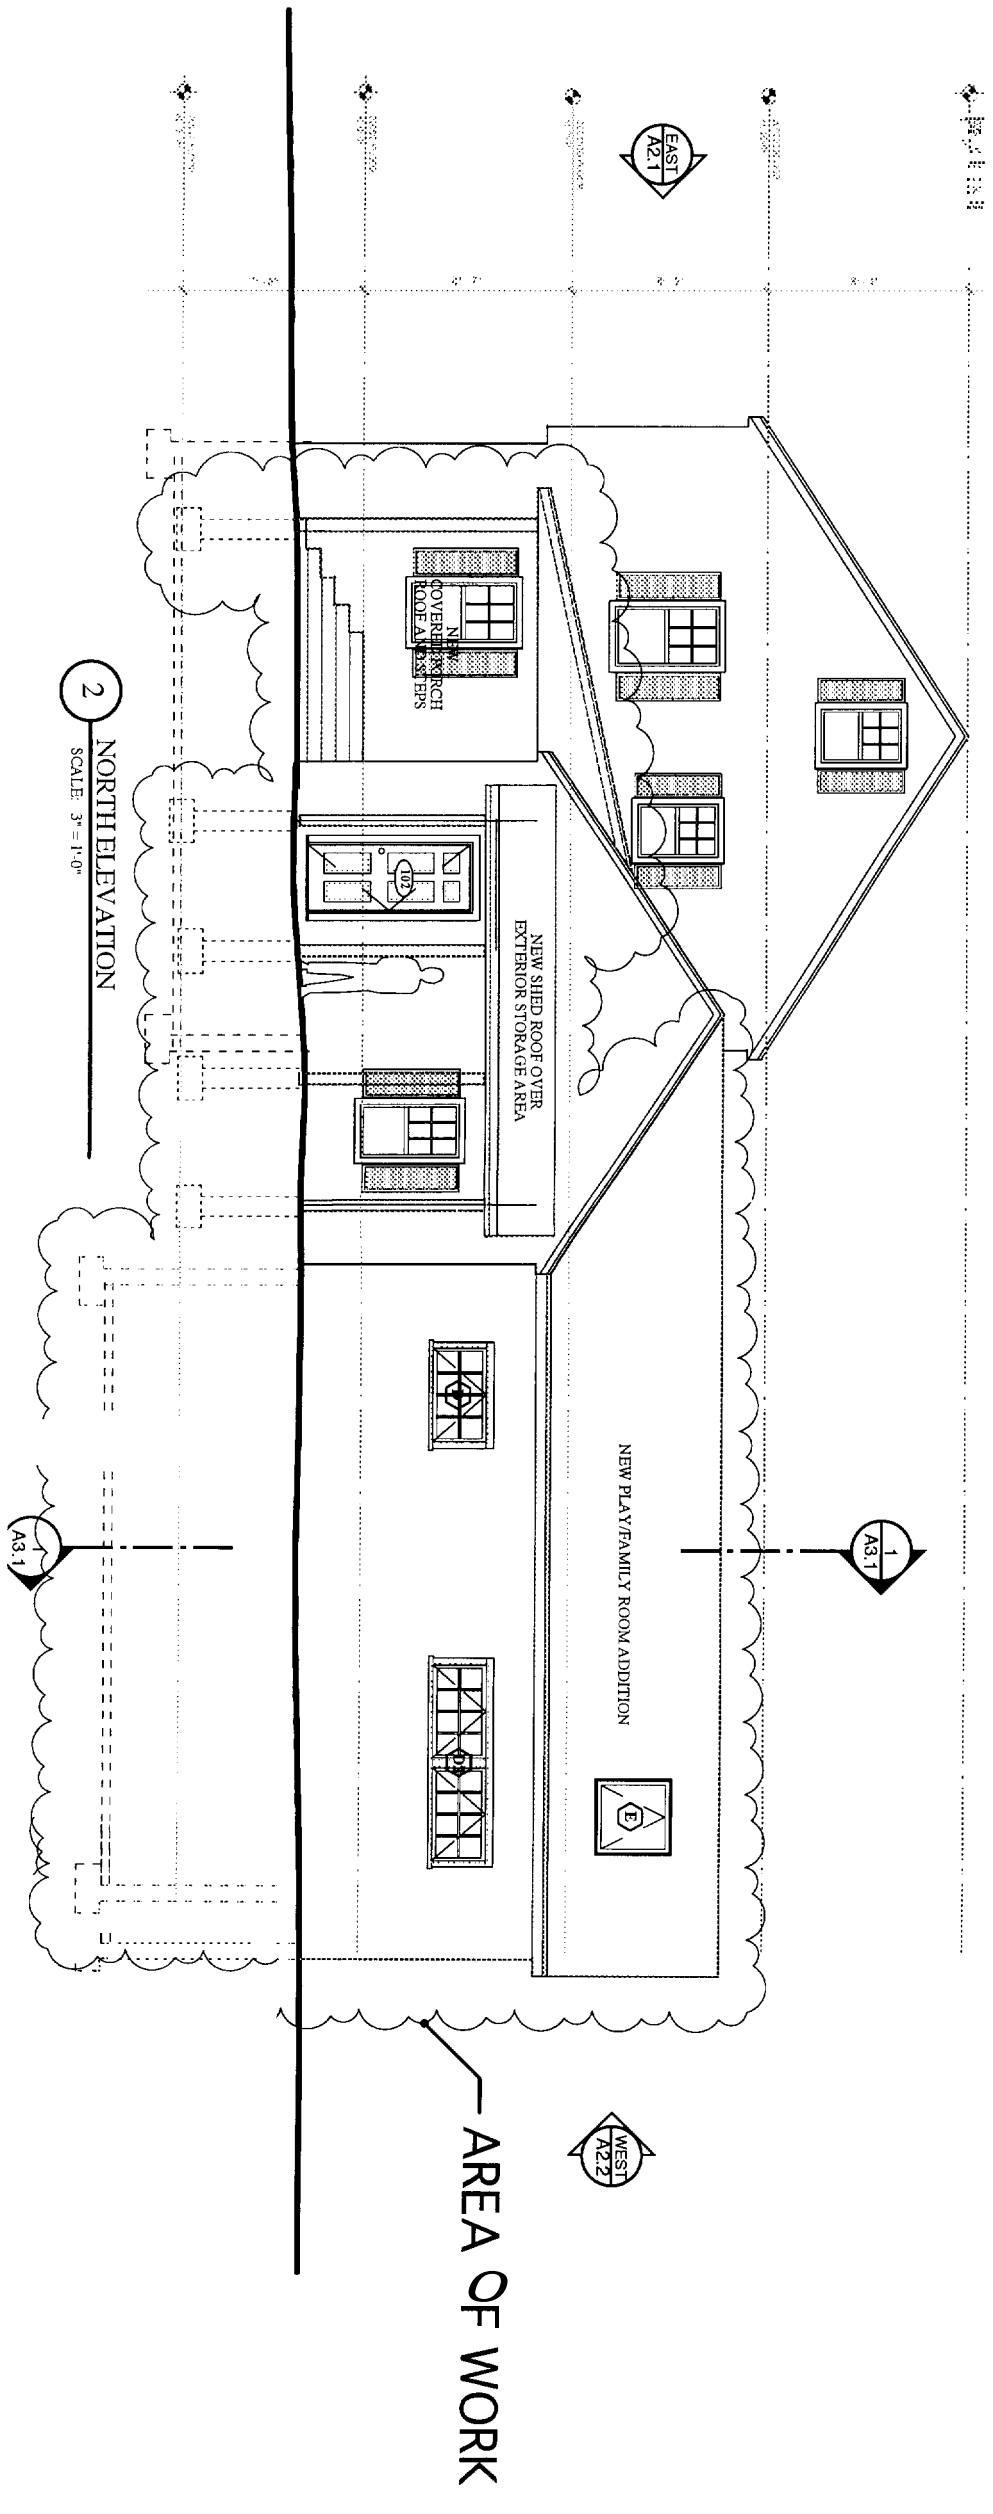 EAST
A2.1
NEW
COVERED PORCH
ROOF AND STEPS
102
NEW SHED ROOF OVER
EXTERIOR STORAGE AREA
NEW PLAY/FAMILY ROOM ADDITION
D
E
1
A3.1
1
A3.1
WEST
A2.2
AREA OF WORK
2
NORTH ELEVATION
SCALE: 3" = 1'-0"